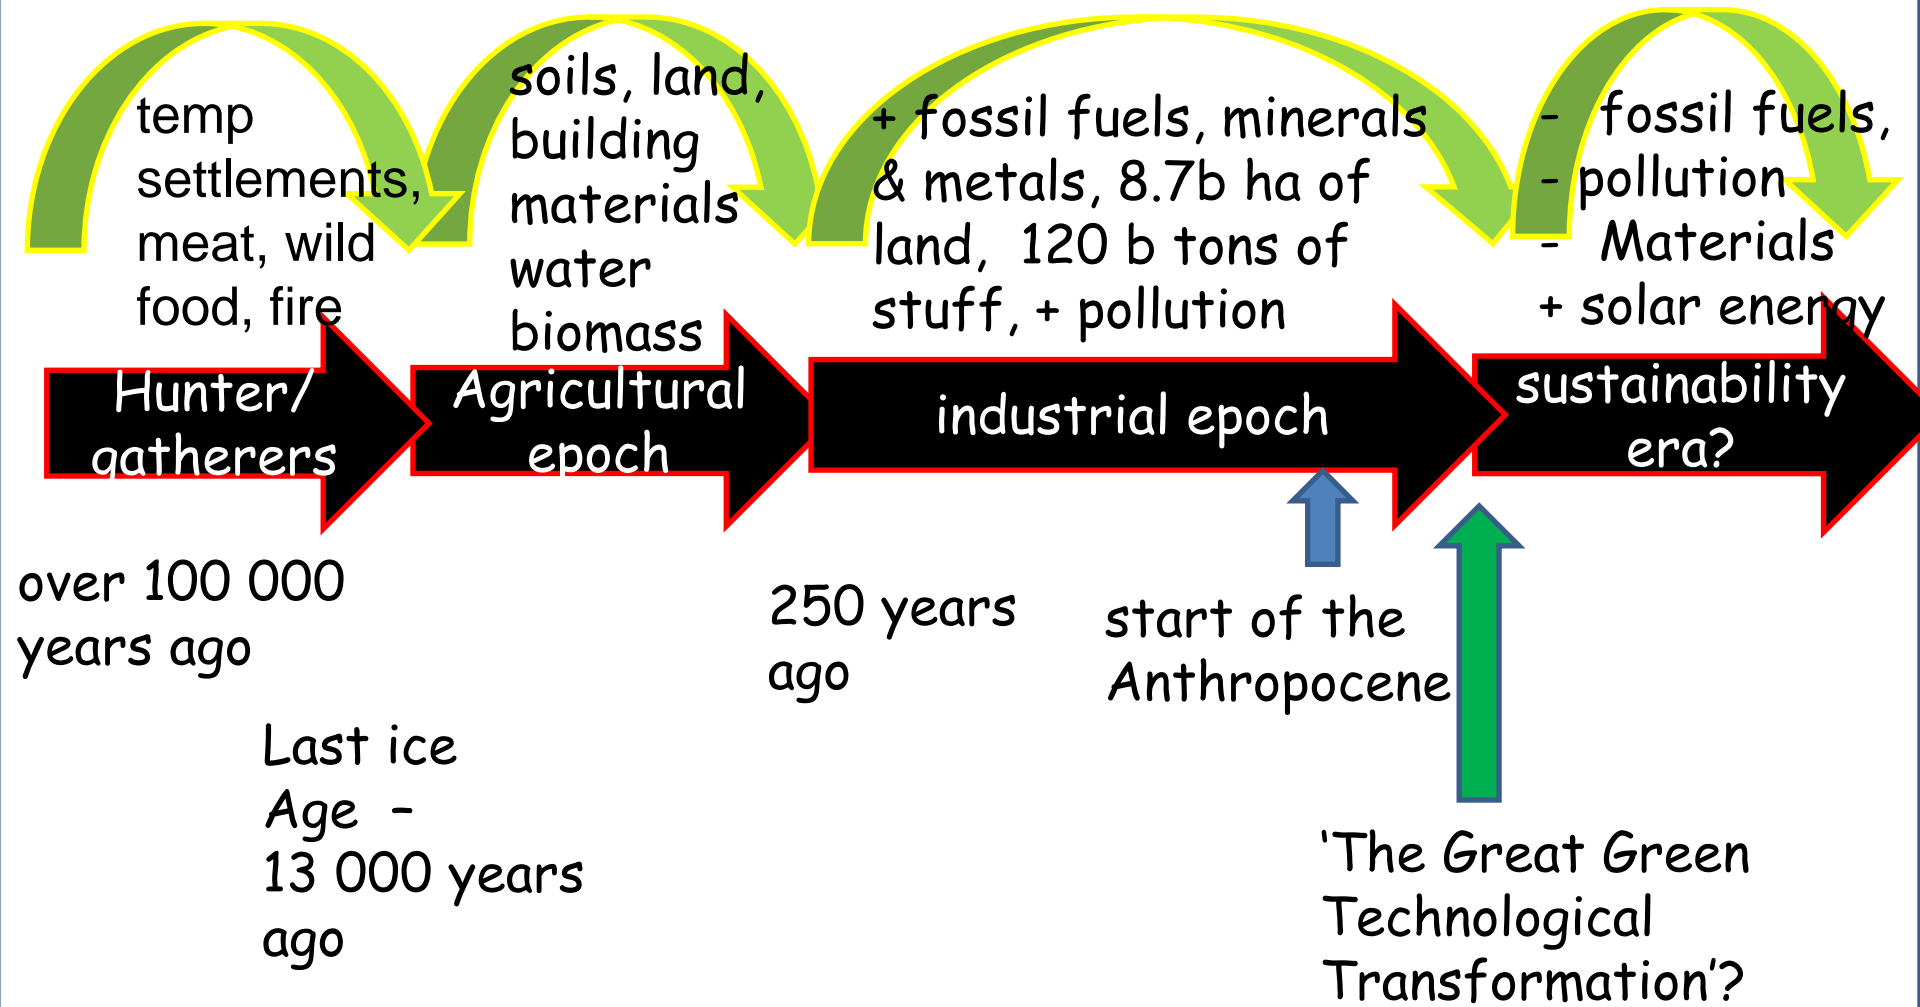 temp
settlements,
meat, wild
food, fire
soils, land,
building
materials
water
biomass
+ fossil fuels, minerals
& metals, 8.7b ha of
land, 120 b tons of
stuff, + pollution
- fossil fuels,
- pollution
- Materials
+ solar energy
Hunter/
gatherers
Agricultural
epoch
industrial epoch
sustainability
era?
over 100 000
years ago
Last ice
Age –
13 000 years
ago
250 years
ago
start of the
Anthropocene
‘The Great Green
Technological
Transformation’?